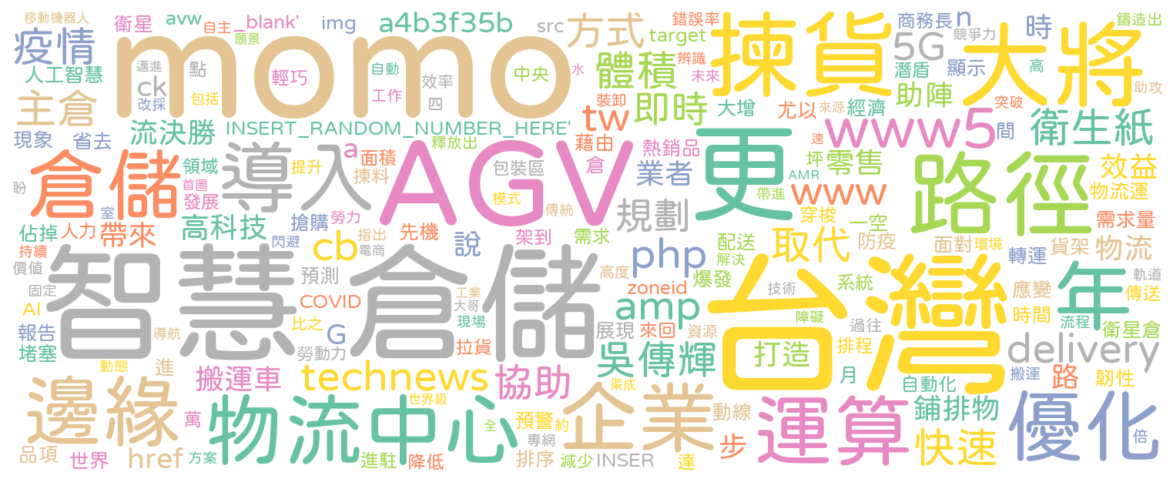 移動機器人 衛星 avw 自主 _blank' img a4b3f35b src 方式 錯誤率 商務長 n 時 鑄造出
疫情 願景 target 揀貨 大將 5G 競爭力
momo 體積 辨識 潛盾 顯示
人工智慧 邁進 點 輕巧 自動 效率 中央 水 未來 高
主倉 ck 改採 包括 工作 四 即時 裝卸 大增 尤以 經濟 助陣 來源 突破 助攻
現象 省去 流決勝 INSERT_RANDOM_NUMBER_HERE' tw 藉由 熱銷品 www5 間 衛生紙
釋放出 速
倉儲 領域 導入 提升 a 面積 AGV 包裝區 倉 業者 更 坪 零售 路徑 效益
盼 首圖 發展 揀料 模式 帶進 AMR www 物流運
室 搶購 勞力 傳統 規劃 穿梭 一空 需求量
佔掉 人力 帶來 高科技 閃避 指出 先機 說 架到 需求 取代 配送 防疫 面對 環境 貨架 物流
持續 cb 電商 php 解決 轉運
價值 智慧倉儲 預測 高度 爆發 台灣 系統 年 軌道
固定 COVID 工業 zoneid 技術 應變 傳送
AI 大哥 amp 障礙 時間
報告 G 比之 現場 展現 來回 資源 過往 流程 衛星倉
堵塞 導航 勞動力 拉貨 吳傳輝 打造 排程 delivery
動態 進 搬運車 technews 協助 月 自動化 搬運 路 韌性
邊緣 世界級 渠成 企業 動線 運算 鋪排物 優化
萬 物流中心 全 預警 約 步
品項 世界 href 方案 進駐 降低 專網 排序 減少 INSER 達 快速 倍